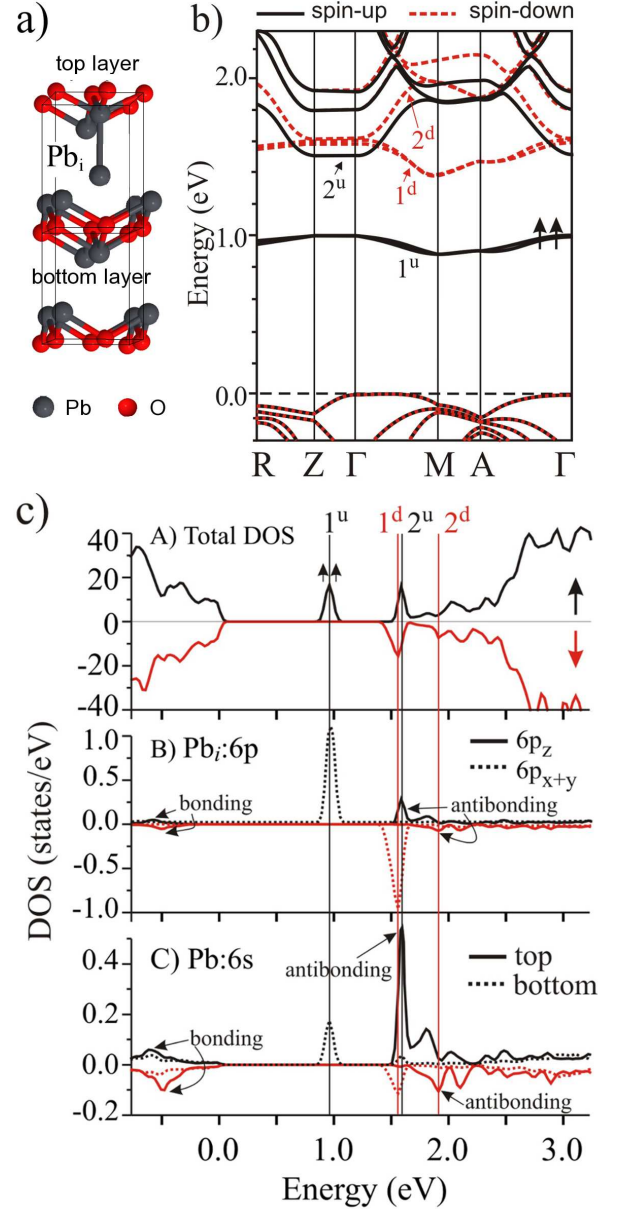 a)
top layer
Pbi
bottom layer
Pb
O
b)
spin-up
spin-down
Energy (eV)
2.0
1.0
0.0
2ᵈ
2ᵘ
1ᵈ
1ᵘ
R Z Γ M A Γ
c)
1ᵘ 1ᵈ 2ᵘ 2ᵈ
A) Total DOS
40
20
0
-20
-40
DOS (states/eV)
B) Pbi:6p
6pz
6px+y
bonding
antibonding
1.0
0.5
0.0
-0.5
-1.0
C) Pb:6s
top
bottom
antibonding
bonding
antibonding
0.4
0.2
0.0
-0.2
0.0 1.0 2.0 3.0
Energy (eV)